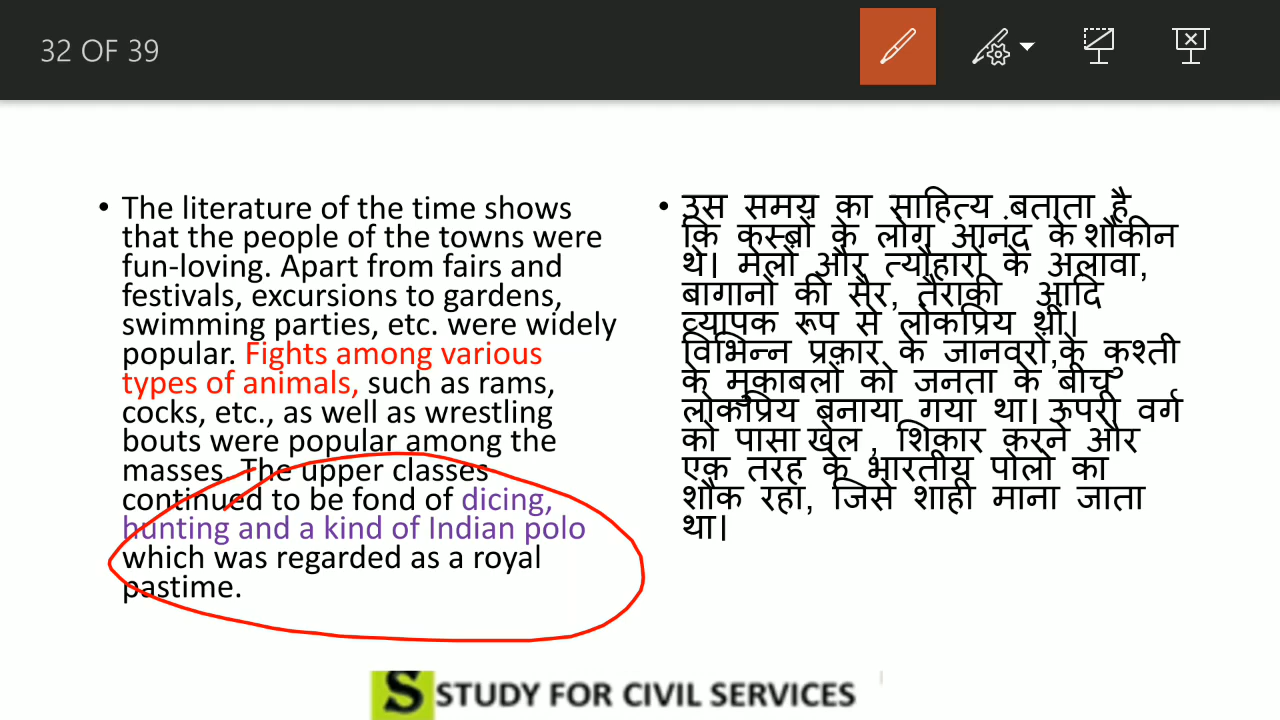 32 OF 39
• The literature of the time shows
that the people of the towns were
fun-loving. Apart from fairs and
festivals, excursions to gardens,
swimming parties, etc. were widely
popular. Fights among various
types of animals, such as rams,
cocks, etc., as well as wrestling
bouts were popular among the
masses. The upper classes
continued to be fond of dicing,
hunting and a kind of Indian polo
which was regarded as a royal
pastime.
• उस समय का साहित्य .बताता है
कि कस्बों के लोग आनंद के शौकीन
थे। मेलों और त्यौहारों के अलावा,
बागानों की सैर, तैराकी आदि
व्यापक रूप से लोकप्रिय थीं।
विभिन्न प्रकार के जानवरों,के कुश्ती
के मुकाबलों को जनता के बीच
लोकप्रिय बनाया गया था। ऊपरी वर्ग
को पासा खेल , शिकार करने और
एक तरह के भारतीय पोलो का
शौक रहा, जिसे शाही माना जाता
था।
S STUDY FOR CIVIL SERVICES